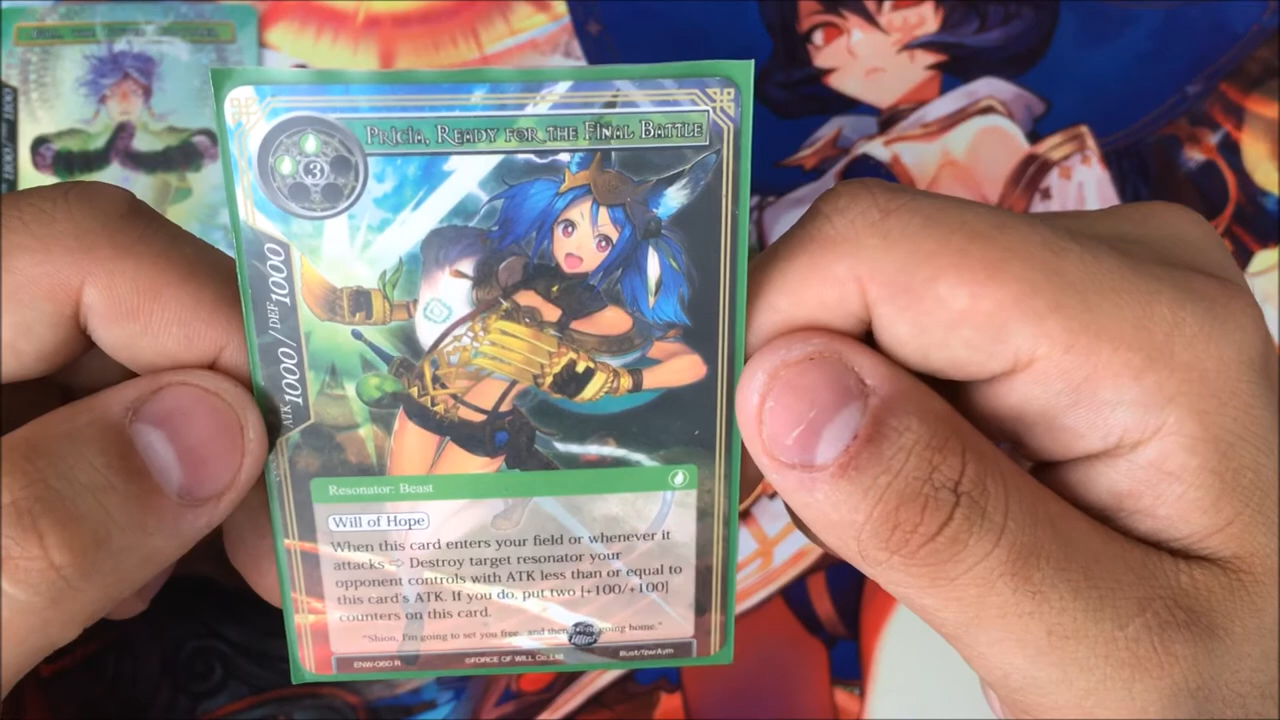 Pricia, Ready for the Final Battle
3
ATK 1000 / DEF 1000
Resonator: Beast
Will of Hope
When this card enters your field or whenever it
attacks ⇨ Destroy target resonator your
opponent controls with ATK less than or equal to
this card's ATK. If you do, put two [+100/+100]
counters on this card.
"Shion, I'm going to set you free, and then going home."
Ultra
ENW-060 R
©FORCE OF WILL Co.,Ltd.
Illust/fzwrAym